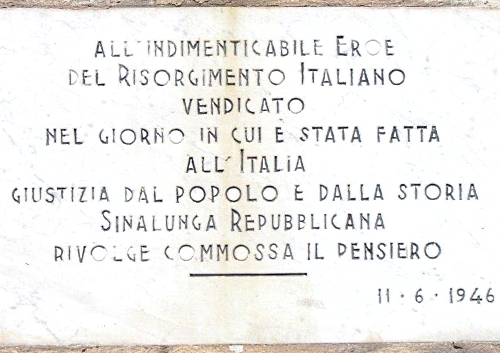 ALL'INDIMENTICABILE EROE
DEL RISORGIMENTO ITALIANO
VENDICATO
NEL GIORNO IN CUI È STATA FATTA
ALL'ITALIA
GIUSTIZIA DAL POPOLO E DALLA STORIA
SINALUNGA REPUBBLICANA
RIVOLGE COMMOSSA IL PENSIERO
11·6·1946